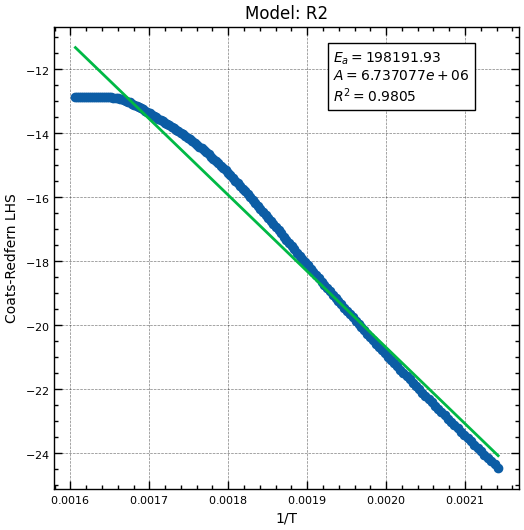 Model: R2
E_a = 198191.93
A = 6.737077e + 06
R² = 0.9805
−12
−14
−16
−18
−20
−22
−24
Coats-Redfern LHS
0.0016 0.0017 0.0018 0.0019 0.0020 0.0021
1/T